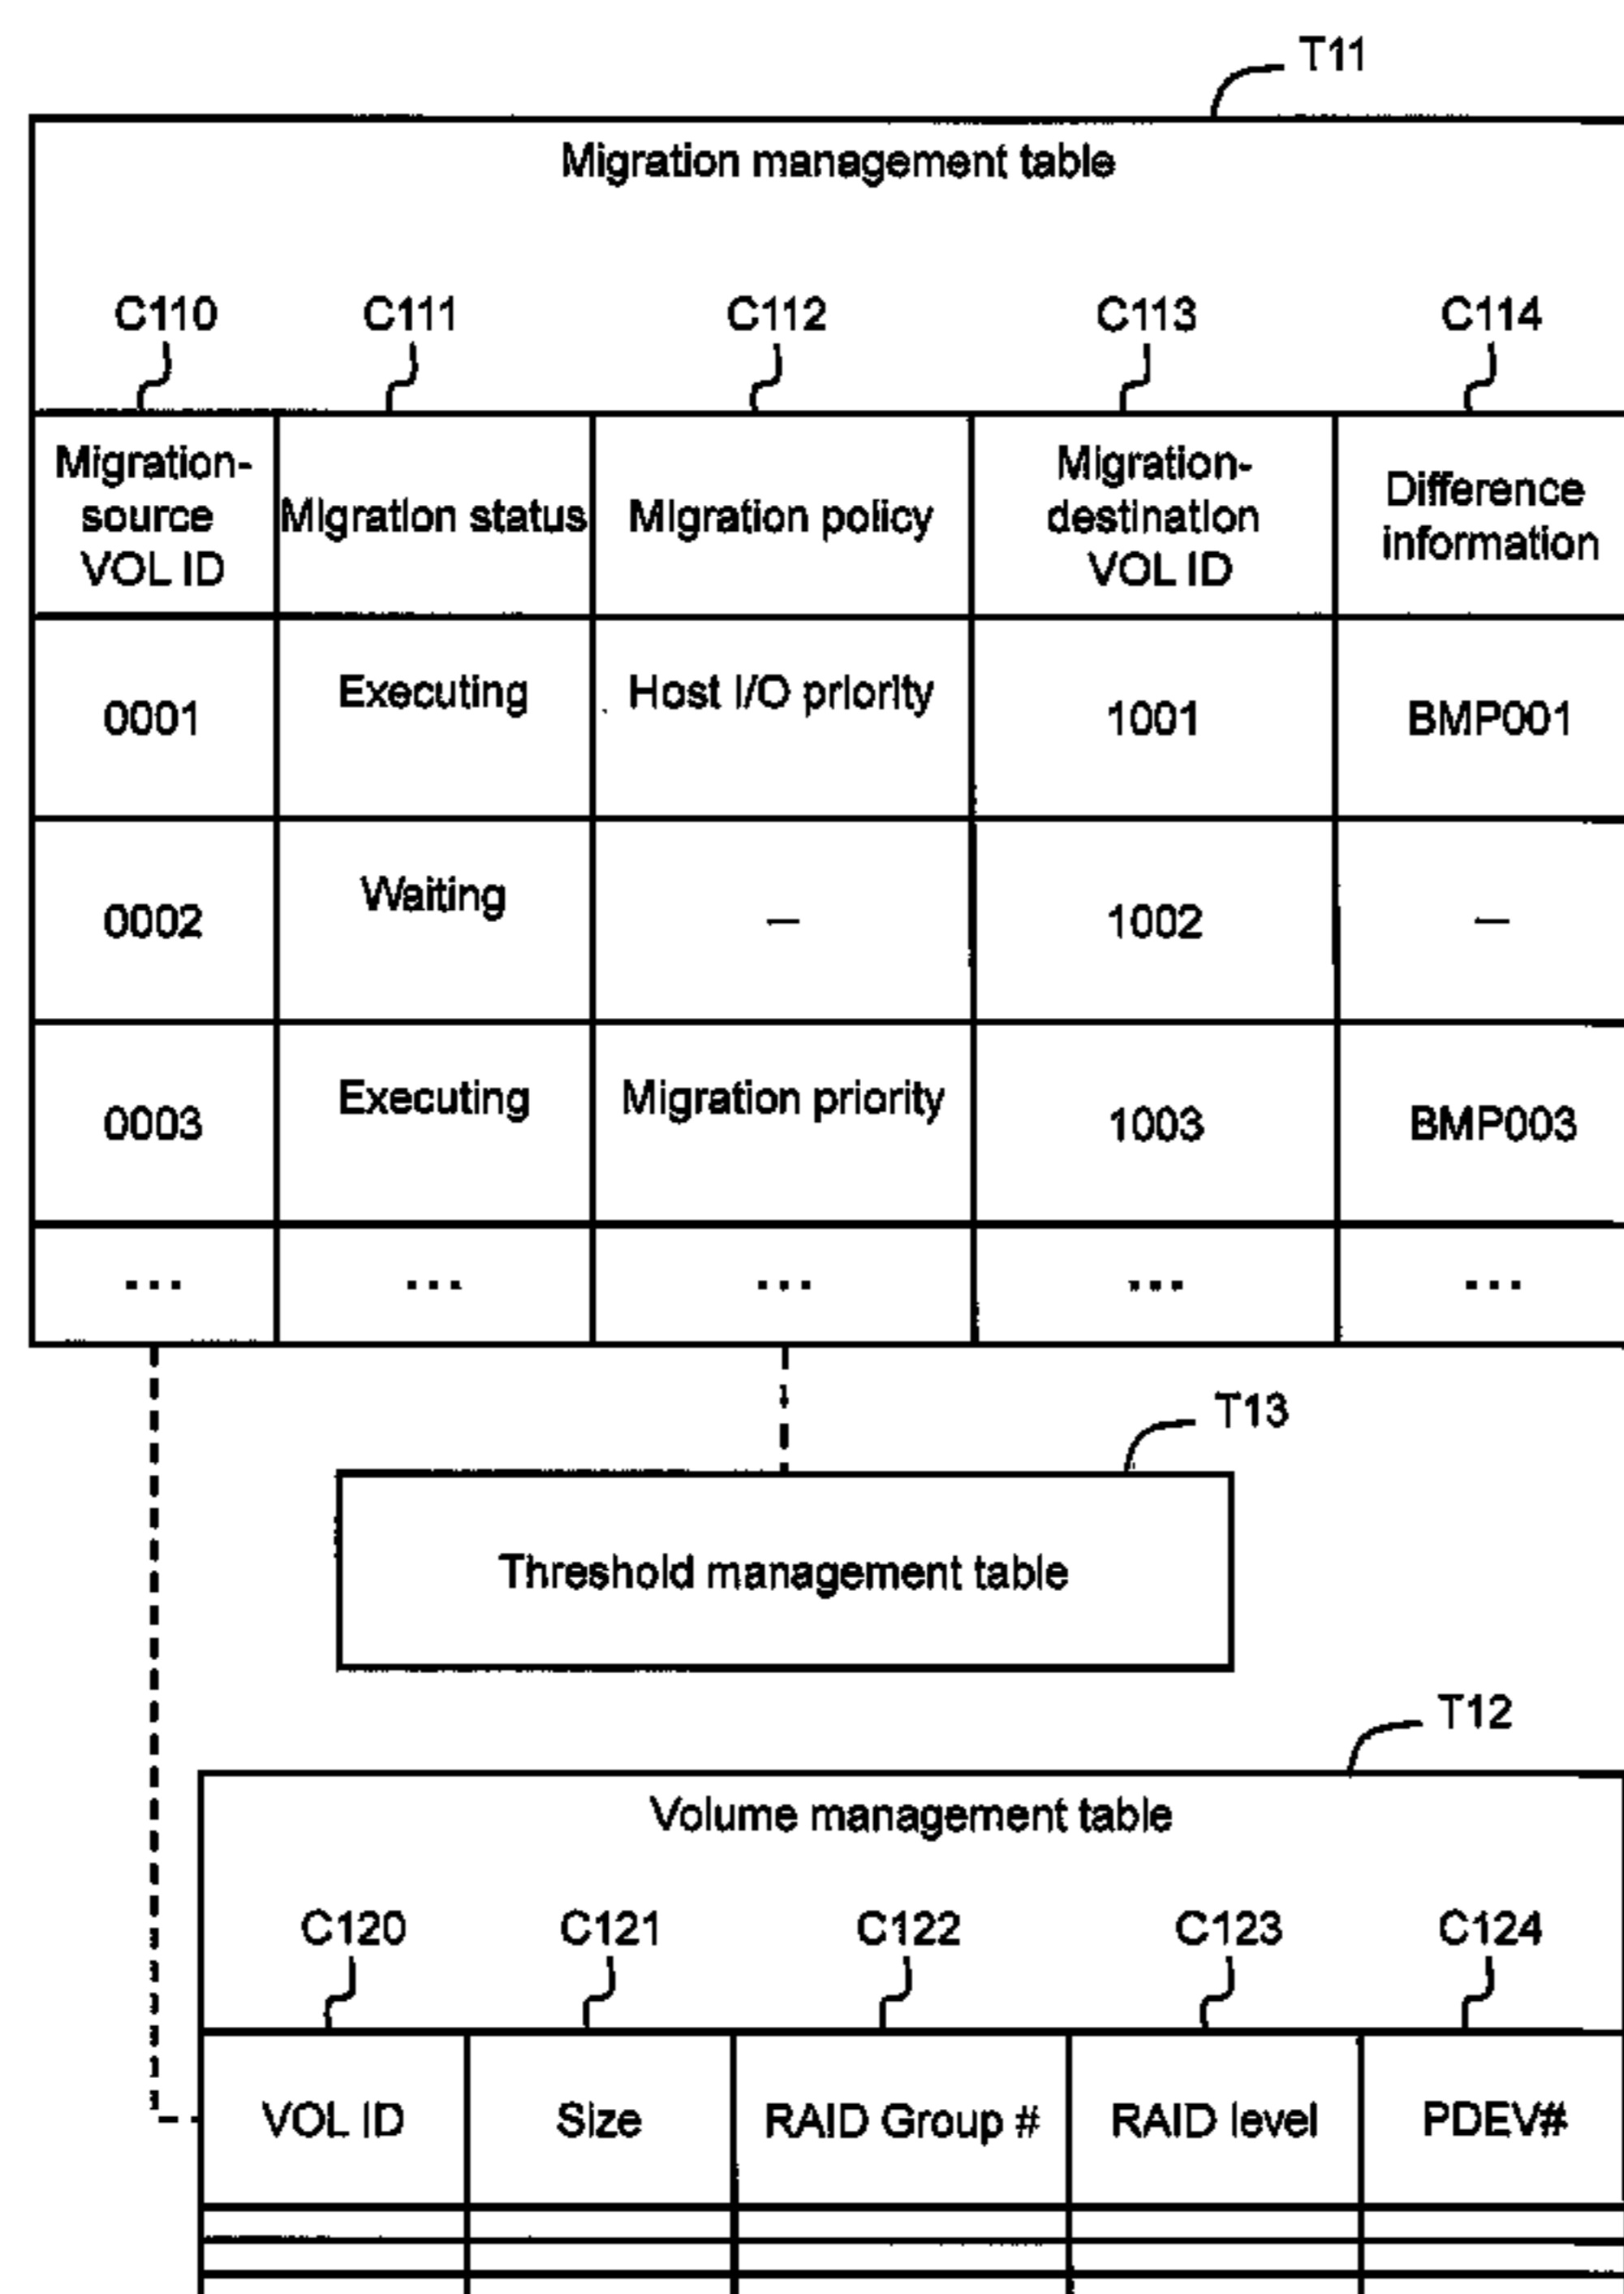 T11
Migration management table
C110 C111 C112 C113 C114
Migration-
source
VOL ID
Migration status
Migration policy
Migration-
destination
VOL ID
Difference
information
0001 Executing Host I/O priority 1001 BMP001
0002 Waiting — 1002 —
0003 Executing Migration priority 1003 BMP003
... ... ... ... ...
T13
Threshold management table
T12
Volume management table
C120 C121 C122 C123 C124
VOL ID Size RAID Group # RAID level PDEV#